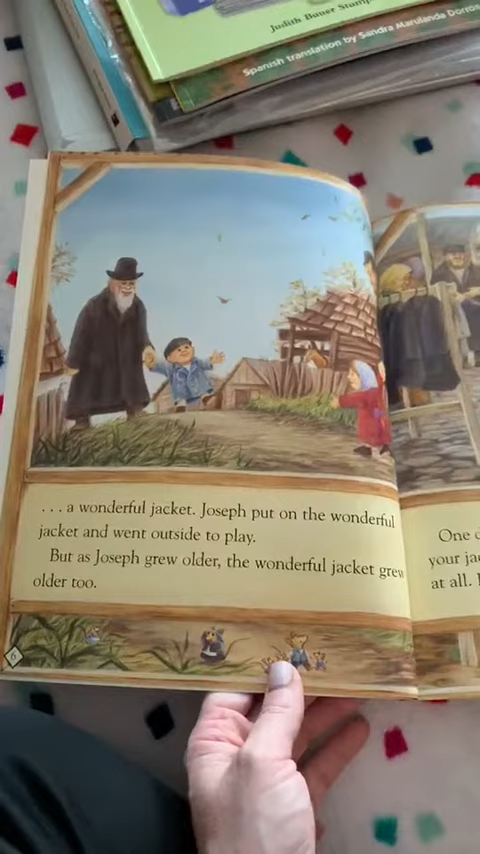 Judith Bauer Stamp
Spanish translation by Sandra Marulanda Dorros
. . . a wonderful jacket. Joseph put on the wonderful
jacket and went outside to play.
But as Joseph grew older, the wonderful jacket grew
older too.
6
One
your
at all.